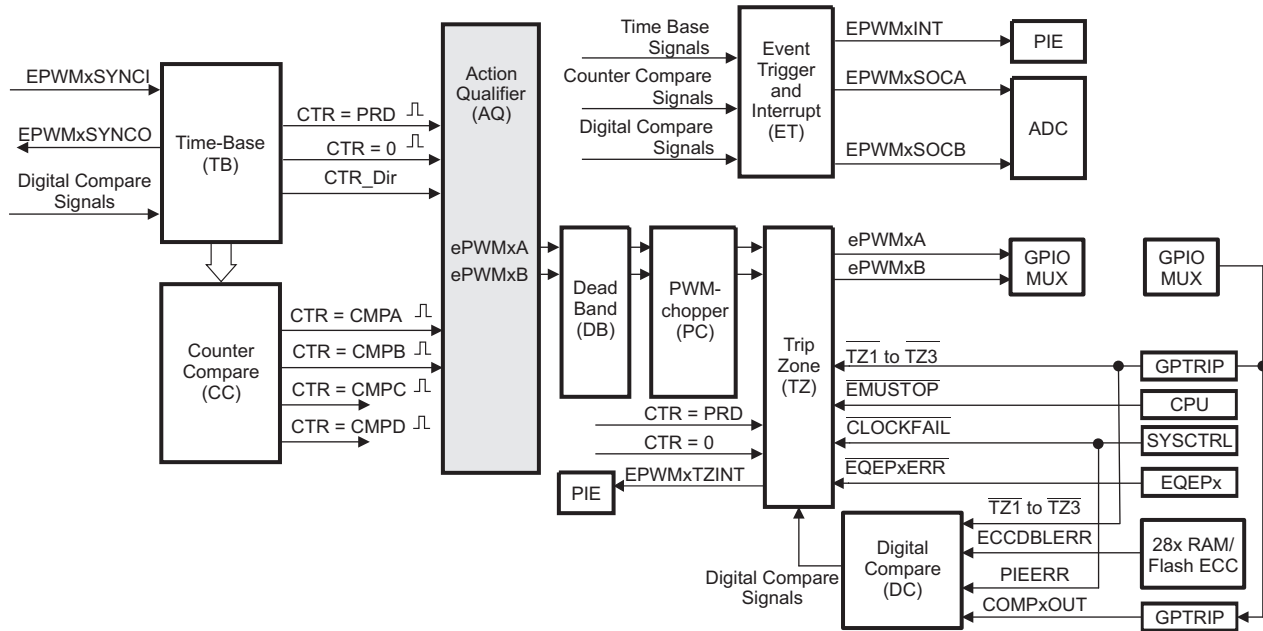 EPWMxSYNCI
EPWMxSYNCO
Digital Compare
Signals
Time-Base
(TB)
CTR = PRD
CTR = 0
CTR_Dir
Counter
Compare
(CC)
CTR = CMPA
CTR = CMPB
CTR = CMPC
CTR = CMPD
Action
Qualifier
(AQ)
ePWMxA
ePWMxB
Time Base
Signals
Counter Compare
Signals
Digital Compare
Signals
Event
Trigger
and
Interrupt
(ET)
EPWMxINT
EPWMxSOCA
EPWMxSOCB
PIE
ADC
Dead
Band
(DB)
PWM-
chopper
(PC)
Trip
Zone
(TZ)
CTR = PRD
CTR = 0
EPWMxTZINT
PIE
ePWMxA
ePWMxB
GPIO
MUX
GPIO
MUX
TZ1 to TZ3
EMUSTOP
CLOCKFAIL
EQEPxERR
GPTRIP
CPU
SYSCTRL
EQEPx
Digital Compare
Signals
Digital
Compare
(DC)
TZ1 to TZ3
ECCDBLERR
PIEERR
COMPxOUT
28x RAM/
Flash ECC
GPTRIP